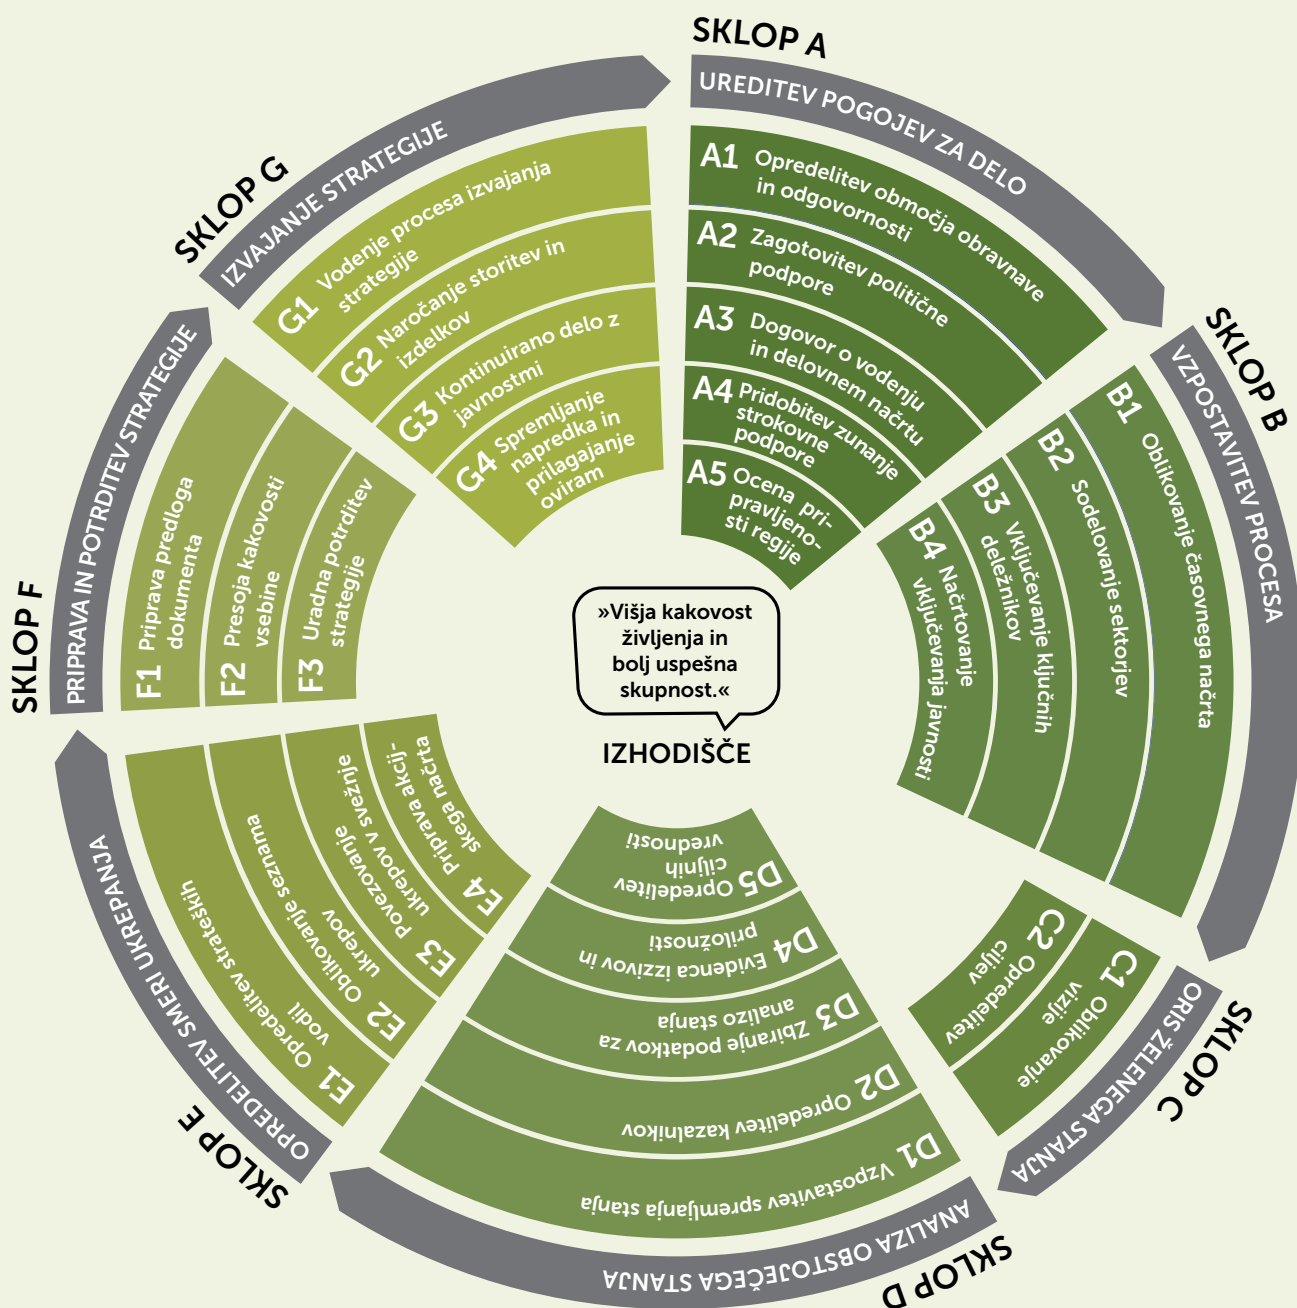 SKLOP A
UREDITEV POGOJEV ZA DELO
A1 Opredelitev območja obravnave
in odgovornosti
A2 Zagotovitev politične
podpore
A3 Dogovor o vodenju
in delovnem načrtu
A4 Pridobitev zunanje
strokovne
podpore
A5 Ocena pri-
pravljeno-
sti regije
SKLOP B
VZPOSTAVITEV PROCESA
B1 Oblikovanje časovnega načrta
B2 Sodelovanje sektorjev
B3 Vključevanje ključnih
deležnikov
B4 Načrtovanje
vključevanja javnosti
SKLOP C
ORIS ŽELENEGA STANJA
C1 Oblikovanje
vizije
C2 Opredelitev
ciljev
SKLOP D
ANALIZA OBSTOJEČEGA STANJA
D1 Vzpostavitev spremljanja stanja
D2 Opredelitev kazalnikov
D3 Zbiranje podatkov za
analizo stanja
D4 Evidenca izzivov in
priložnosti
D5 Opredelitev
ciljnih
vrednosti
SKLOP E
OPREDELITEV SMERI UKREPANJA
E1 Opredelitev strateških
vodil
E2 Oblikovanje seznama
ukrepov
E3 Povezovanje
ukrepov v svežnje
E4 Priprava akcij-
skega načrta
SKLOP F
PRIPRAVA IN POTRDITEV STRATEGIJE
F1 Priprava predloga
dokumenta
F2 Presoja kakovosti
vsebine
F3 Uradna potrditev
strategije
SKLOP G
IZVAJANJE STRATEGIJE
G1 Vodenje procesa izvajanja
strategije
G2 Naročanje storitev in
izdelkov
G3 Kontinuirano delo z
javnostmi
G4 Spremljanje
napredka in
prilagajanje
oviram
»Višja kakovost
življenja in
bolj uspešna
skupnost.«
IZHODIŠČE